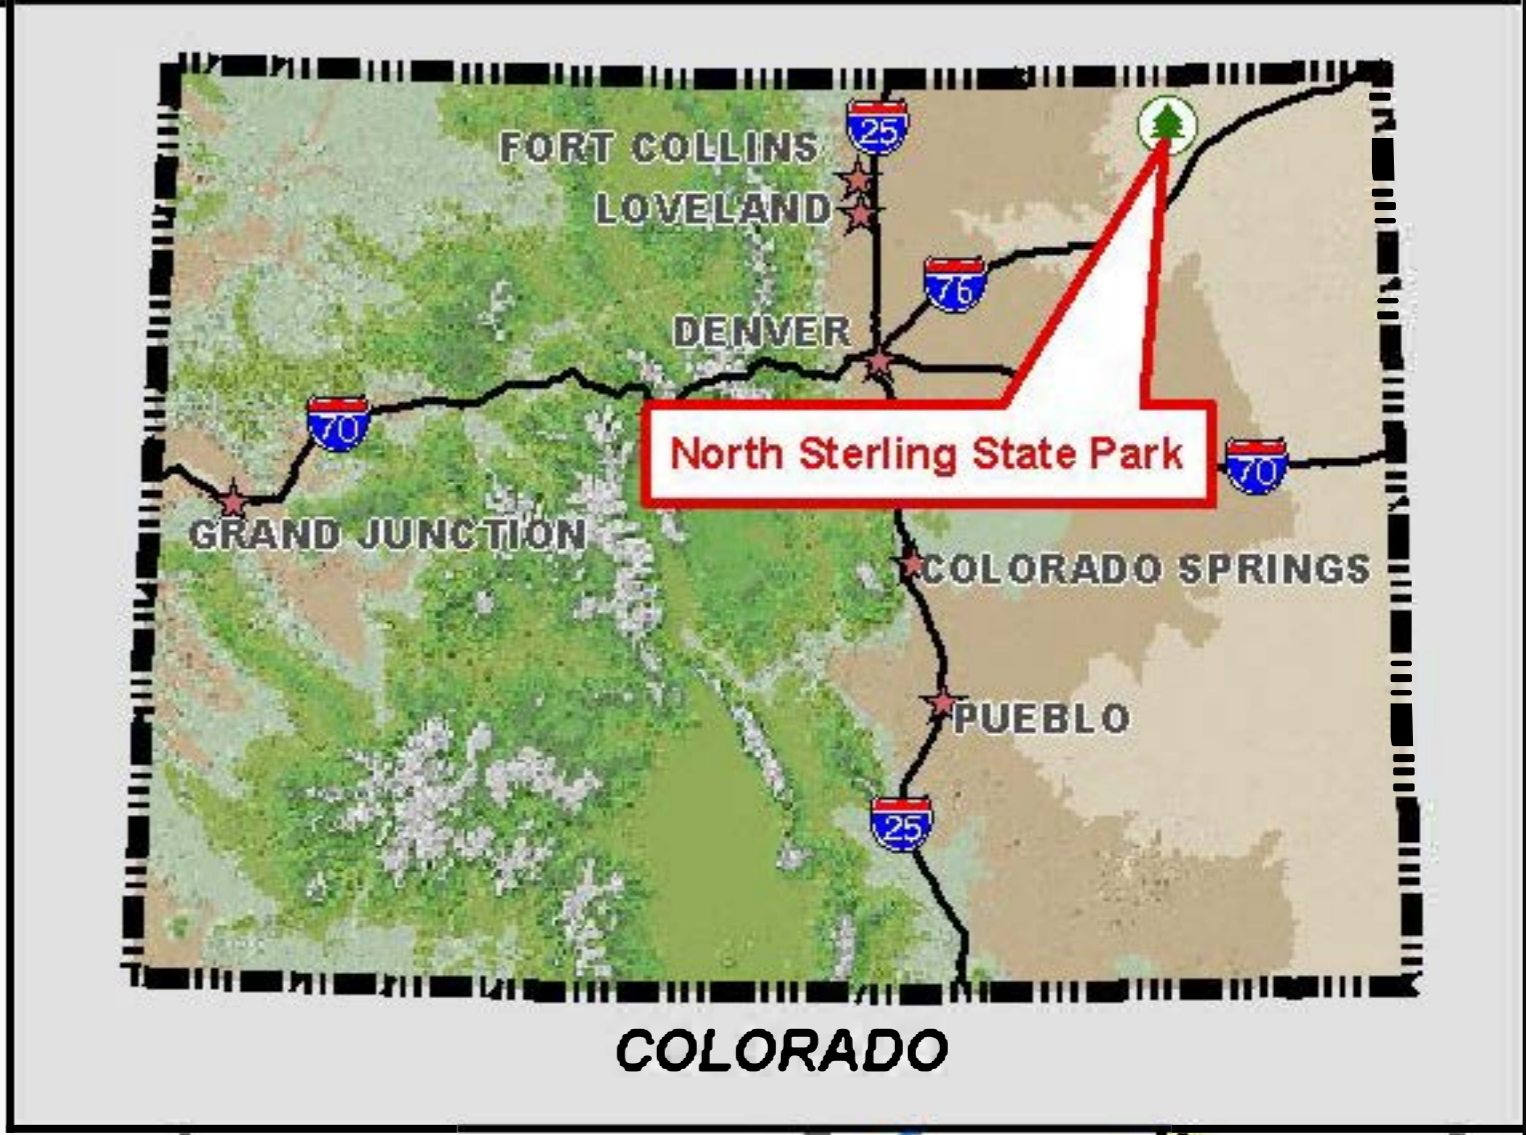 25
FORT COLLINS
LOVELAND
76
DENVER
70
North Sterling State Park
70
GRAND JUNCTION
COLORADO SPRINGS
PUEBLO
25
COLORADO